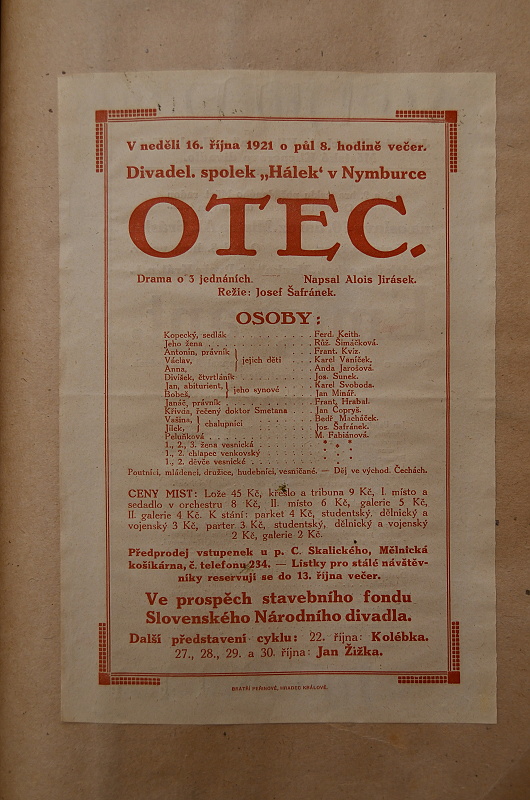 V neděli 16. října 1921 o půl 8. hodině večer.
Divadel. spolek „Hálek‘ v Nymburce
OTEC.
Drama o 3 jednáních. Napsal Alois Jirásek.
Režie: Josef Šafránek.
OSOBY:
Kopecký, sedlák . . . . . . . . . . Ferd. Keith.
Jeho žena . . . . . . . . . . . . . Růž. Šimáčková.
Antonín, právník . . . Frant. Kvíz.
Václav, } jejich děti . . . Karel Vaníček.
Anna, . . . Anda Jarošová.
Divíšek, čtvrtláník . . . . . . . . Jos. Šunek.
Jan, abiturient, } jeho synové . . . Karel Svoboda.
Bobeš, Jan Minář.
Janáč, právník . . . . . . . . . . Frant. Hrabal.
Křivda, řečený doktor Smetana . . . Jan Čopryš.
Vašina, } chalupníci . . . Bedř. Macháček.
Jílek, Jos. Šafránek.
Pelušková . . . . . . . . . . . . . M. Fabiánová.
1., 2., 3. žena vesnická . . . . . . * * *
1., 2. chlapec venkovský . . . . . . * *
1., 2. děvče vesnické . . . . . . . * *
Poutníci, mládenci, družice, hudebníci, vesničané. — Děj ve východ. Čechách.
CENY MÍST: Lože 45 Kč, křeslo a tribuna 9 Kč, I. místo a
sedadlo v orchestru 8 Kč, II. místo 6 Kč, galerie 5 Kč,
II. galerie 4 Kč. K stání: parket 4 Kč, studentský, dělnický a
vojenský 3 Kč, parter 3 Kč, studentský, dělnický a vojenský
2 Kč, galerie 2 Kč.
Předprodej vstupenek u p. C. Skalického, Mělnická
košíkárna, č. telefonu 234. — Lístky pro stálé návštěv-
níky reservují se do 13. října večer.
Ve prospěch stavebního fondu
Slovenského Národního divadla.
Další představení cyklu: 22. října: Kolébka.
27., 28., 29. a 30. října: Jan Žižka.
BRATŘI PEŘINOVÉ, HRADEC KRÁLOVÉ.